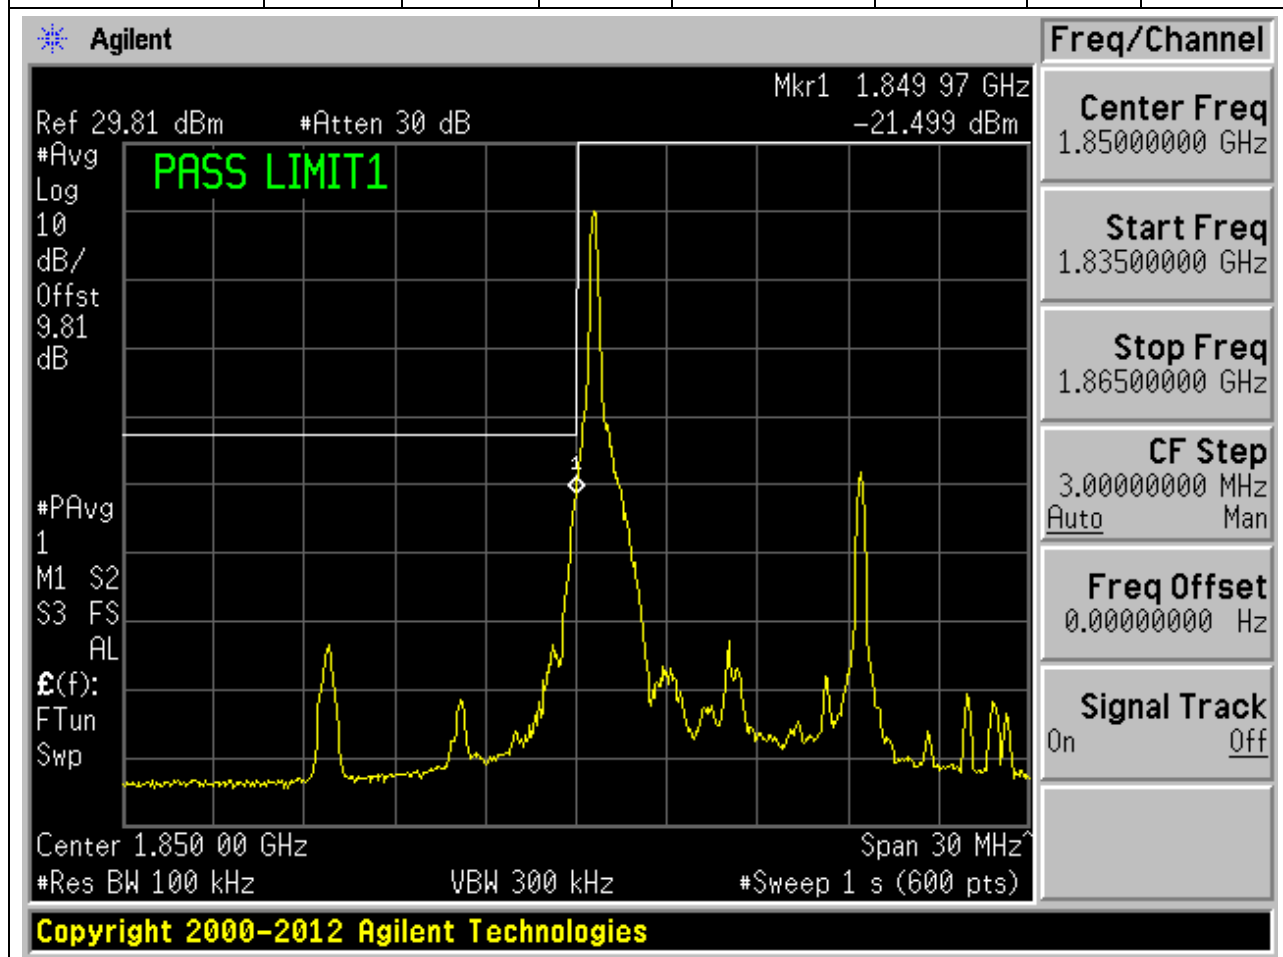 Agilent
Freq/Channel
Mkr1 1.849 97 GHz
Ref 29.81 dBm #Atten 30 dB -21.499 dBm
#Avg
Log
10
dB/
Offst
9.81
dB
PASS LIMIT1
1
#PAvg
1
M1 S2
S3 FS
AL
£(f):
FTun
Swp
Center 1.850 00 GHz Span 30 MHz^
#Res BW 100 kHz VBW 300 kHz #Sweep 1 s (600 pts)
Copyright 2000-2012 Agilent Technologies
Center Freq
1.85000000 GHz
Start Freq
1.83500000 GHz
Stop Freq
1.86500000 GHz
CF Step
3.00000000 MHz
Auto Man
Freq Offset
0.00000000 Hz
Signal Track
On Off